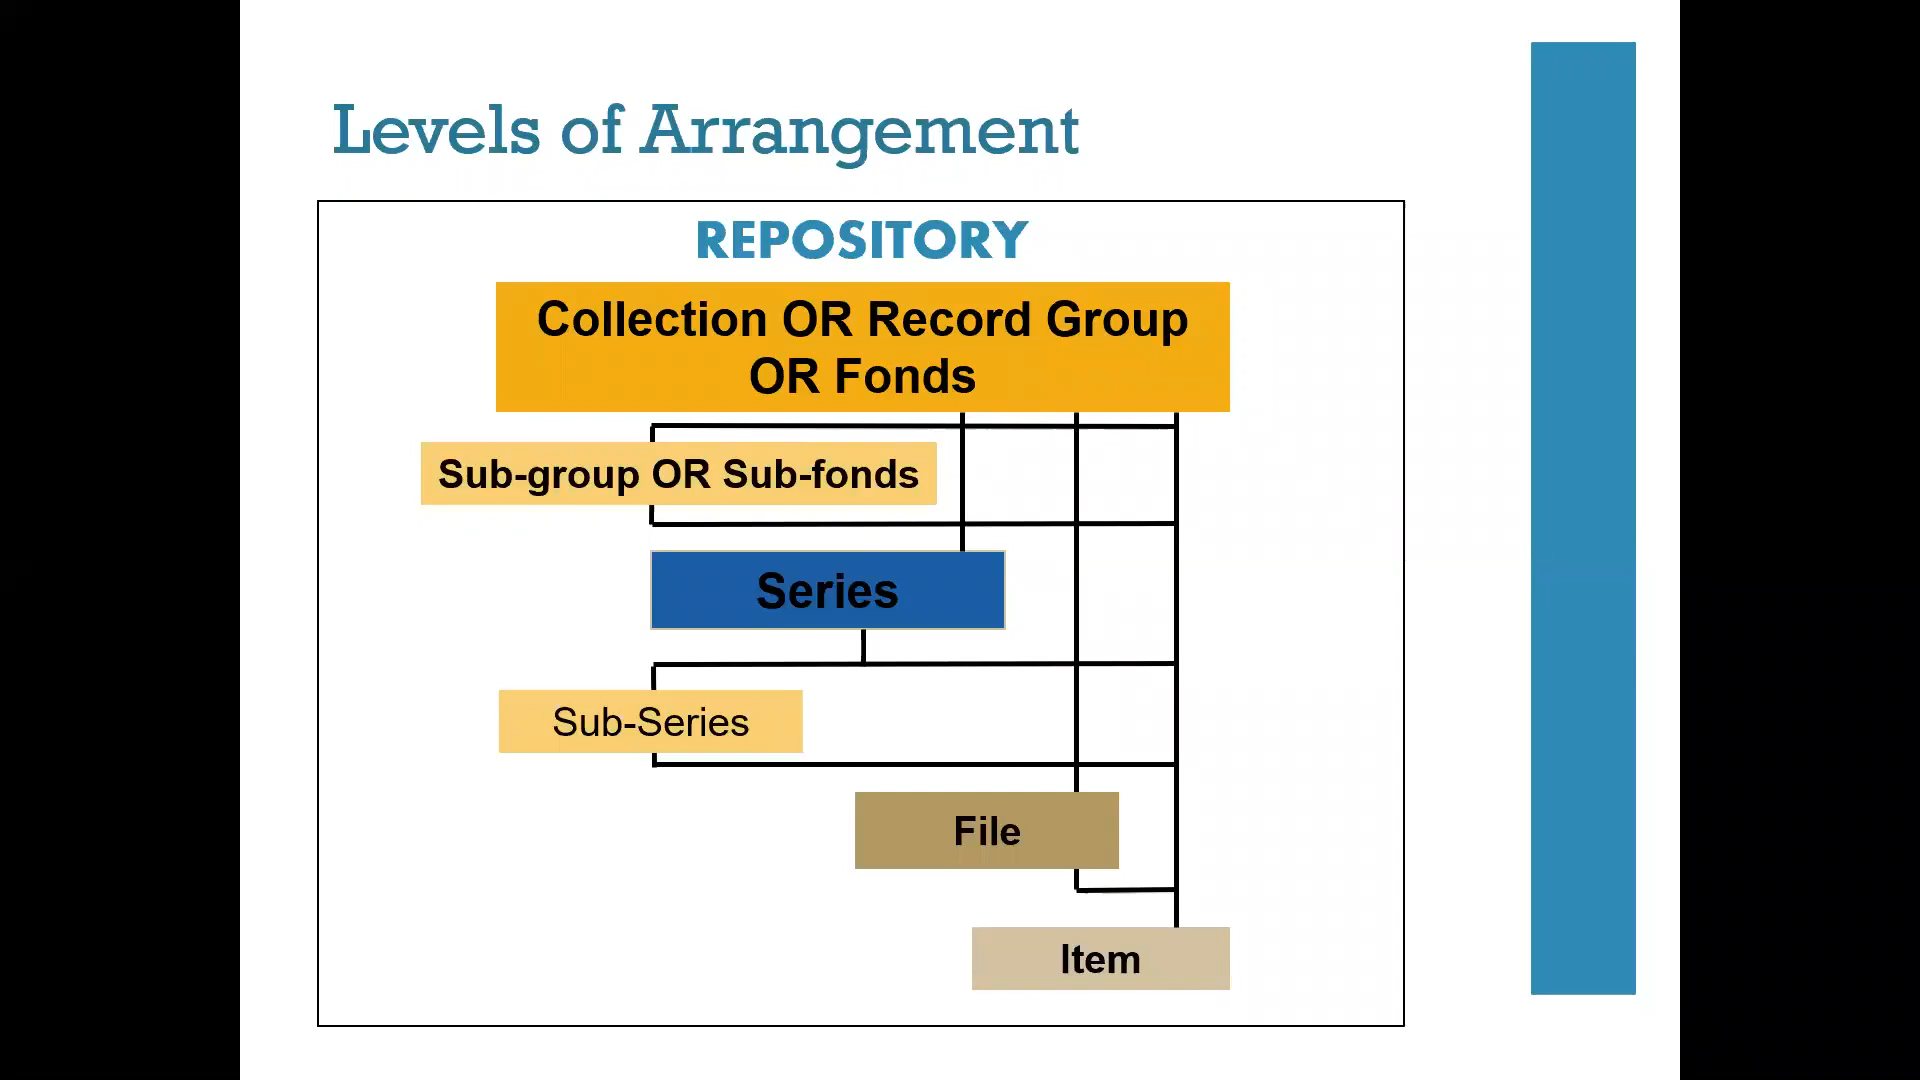 Levels of Arrangement
REPOSITORY
Collection OR Record Group
OR Fonds
Sub-group OR Sub-fonds
Series
Sub-Series
File
Item